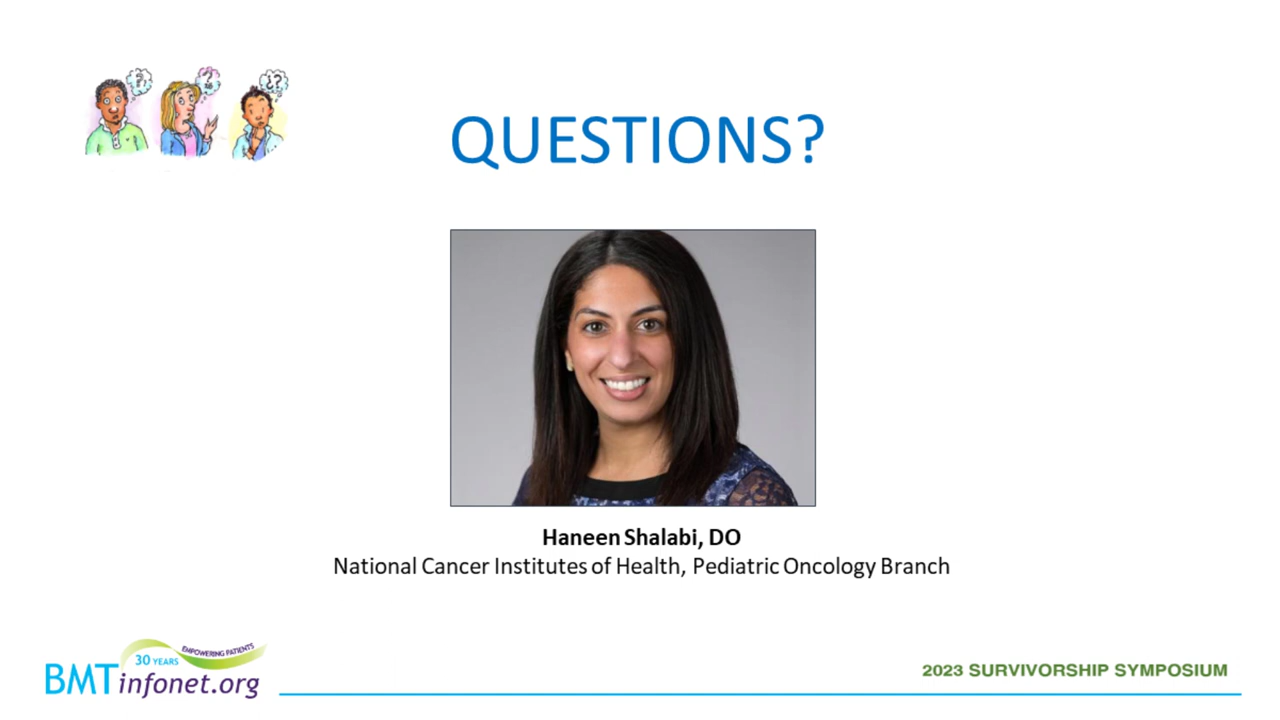 QUESTIONS?
Haneen Shalabi, DO
National Cancer Institutes of Health, Pediatric Oncology Branch
30 YEARS
EMPOWERING PATIENTS
BMTinfonet.org
2023 SURVIVORSHIP SYMPOSIUM